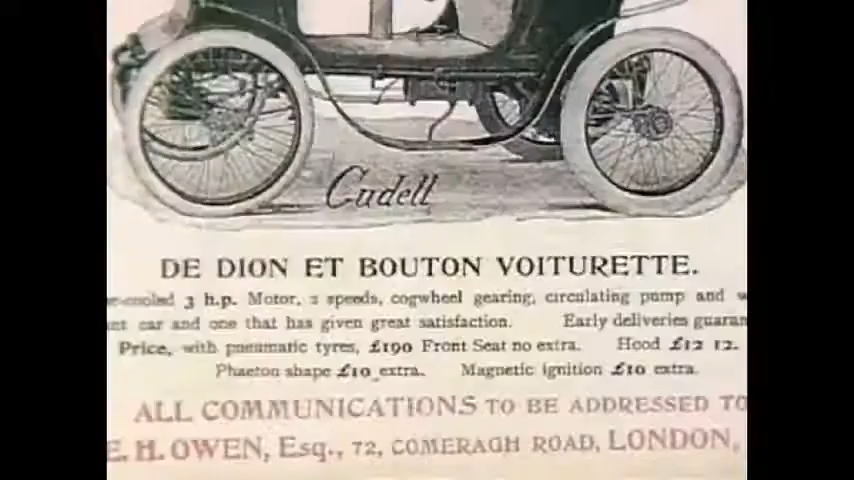 Cudell
DE DION ET BOUTON VOITURETTE.
e-cooled 3 h.p. Motor, 2 speeds, cogwheel gearing, circulating pump and w
nt car and one that has given great satisfaction. Early deliveries guaran
Price, with pneumatic tyres, £190 Front Seat no extra. Hood £12 12.
Phaeton shape £10 extra. Magnetic ignition £10 extra.
ALL COMMUNICATIONS TO BE ADDRESSED TO
E. H. OWEN, Esq., 72, COMERAGH ROAD, LONDON,